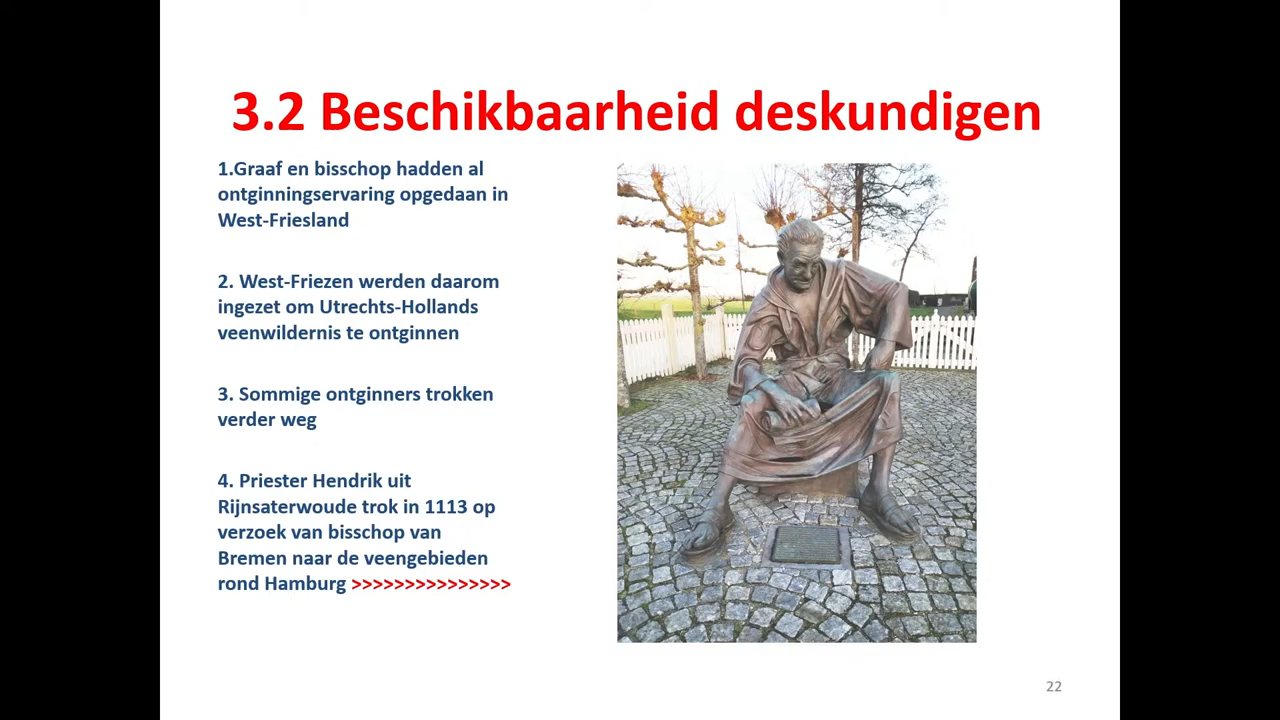 3.2 Beschikbaarheid deskundigen
1.Graaf en bisschop hadden al
ontginningservaring opgedaan in
West-Friesland
2. West-Friezen werden daarom
ingezet om Utrechts-Hollands
veenwildernis te ontginnen
3. Sommige ontginners trokken
verder weg
4. Priester Hendrik uit
Rijnsaterwoude trok in 1113 op
verzoek van bisschop van
Bremen naar de veengebieden
rond Hamburg >>>>>>>>>>>>>>>
22